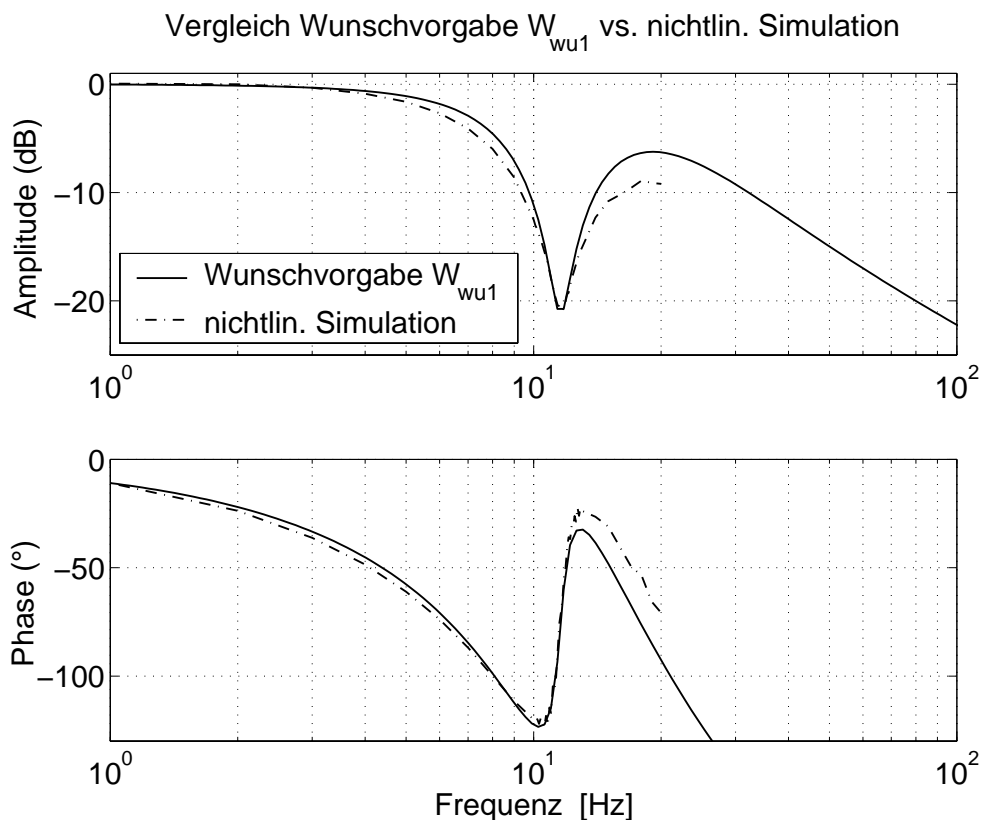 Vergleich Wunschvorgabe W_wu1 vs. nichtlin. Simulation
0
−10
−20
Amplitude (dB)
Wunschvorgabe W_wu1
nichtlin. Simulation
10^0
10^1
10^2
0
−50
−100
Phase (°)
10^0
10^1
10^2
Frequenz [Hz]